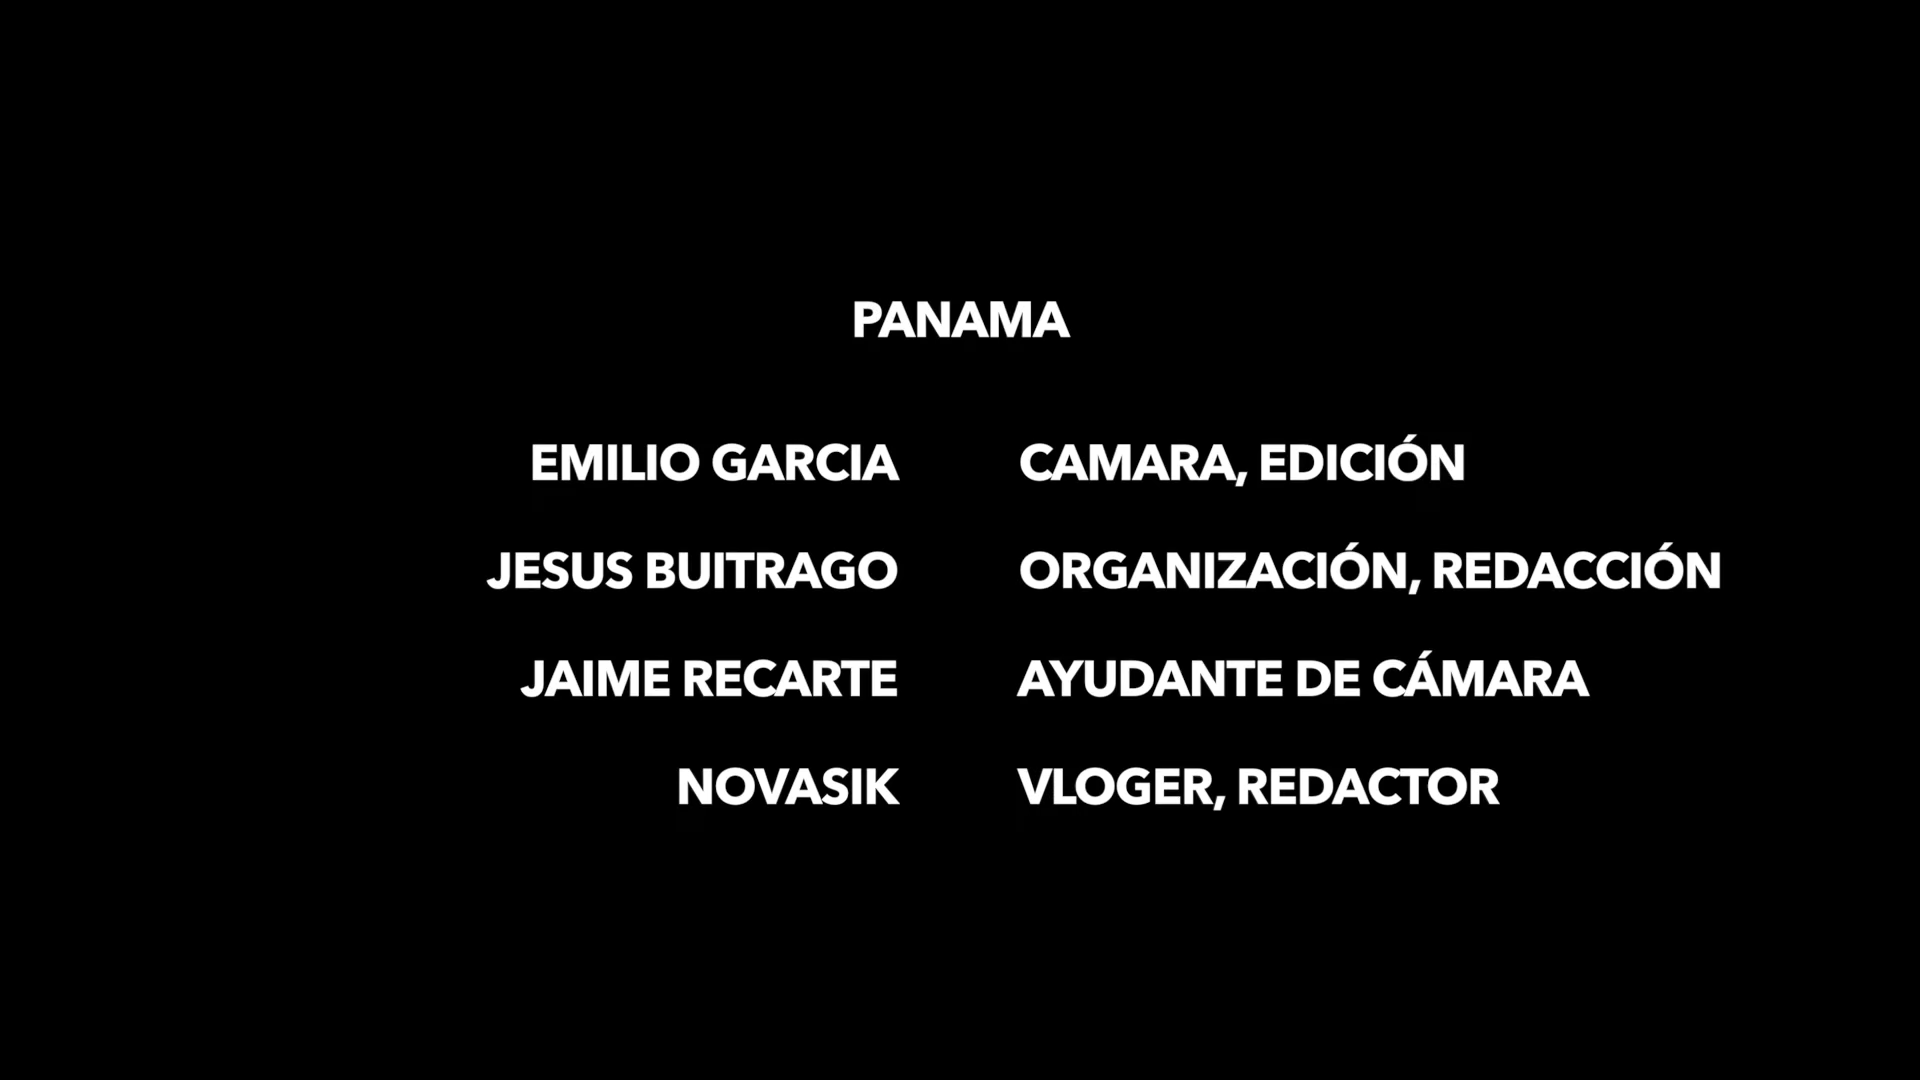 PANAMA
EMILIO GARCIA CAMARA, EDICIÓN
JESUS BUITRAGO ORGANIZACIÓN, REDACCIÓN
JAIME RECARTE AYUDANTE DE CÁMARA
NOVASIK VLOGER, REDACTOR